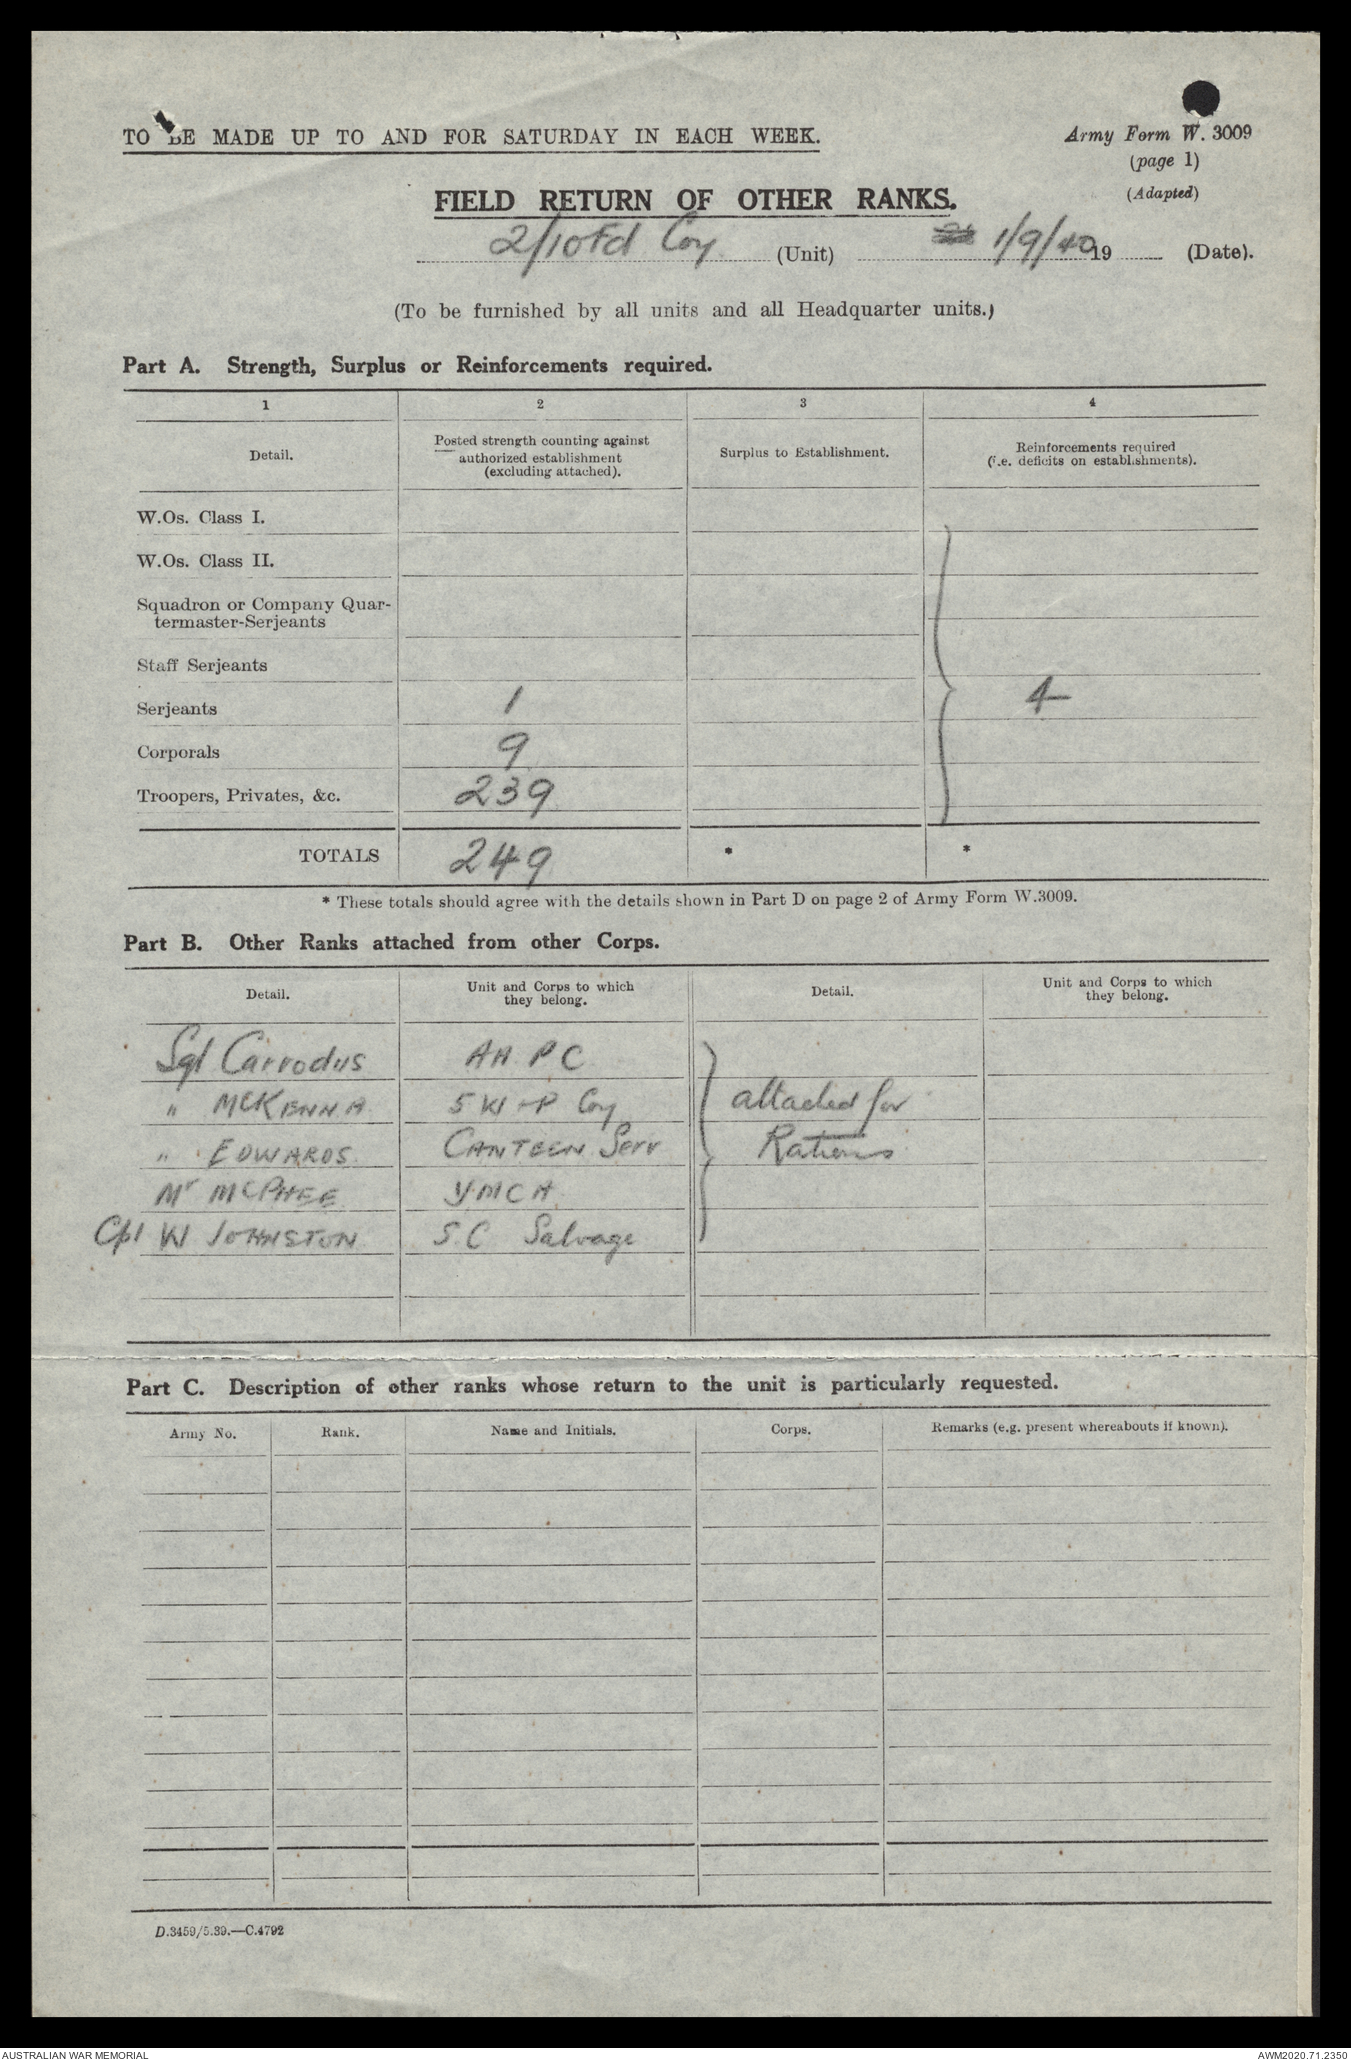 TO BE MADE UP TO AND FOR SATURDAY IN EACH WEEK.
Army Form W. 3009
(page 1)
(Adapted)
FIELD RETURN OF OTHER RANKS.
2/10 Fd Coy (Unit) 1/9/40 19 (Date).
(To be furnished by all units and all Headquarter units.)
Part A. Strength, Surplus or Reinforcements required.
1 2 3 4
Detail. Posted strength counting against authorized establishment (excluding attached). Surplus to Establishment. Reinforcements required (i.e. deficits on establishments).
W.Os. Class I.
W.Os. Class II.
Squadron or Company Quar-
termaster-Serjeants
Staff Serjeants
Serjeants 1 4
Corporals 9
Troopers, Privates, &c. 239
TOTALS 249 * *
* These totals should agree with the details shown in Part D on page 2 of Army Form W.3009.
Part B. Other Ranks attached from other Corps.
Detail. Unit and Corps to which they belong. Detail. Unit and Corps to which they belong.
Sgt Carrodus AA PC
" McKENNA 5 W-P Coy attached for
" EDWARDS CANTEEN Serv Rations
Mr McPHEE YMCA
Cpl W JOHNSTON S.C Salvage
Part C. Description of other ranks whose return to the unit is particularly requested.
Army No. Rank. Name and Initials. Corps. Remarks (e.g. present whereabouts if known).
D.3459/5.39.—C.4792
AUSTRALIAN WAR MEMORIAL
AWM2020.71.2350